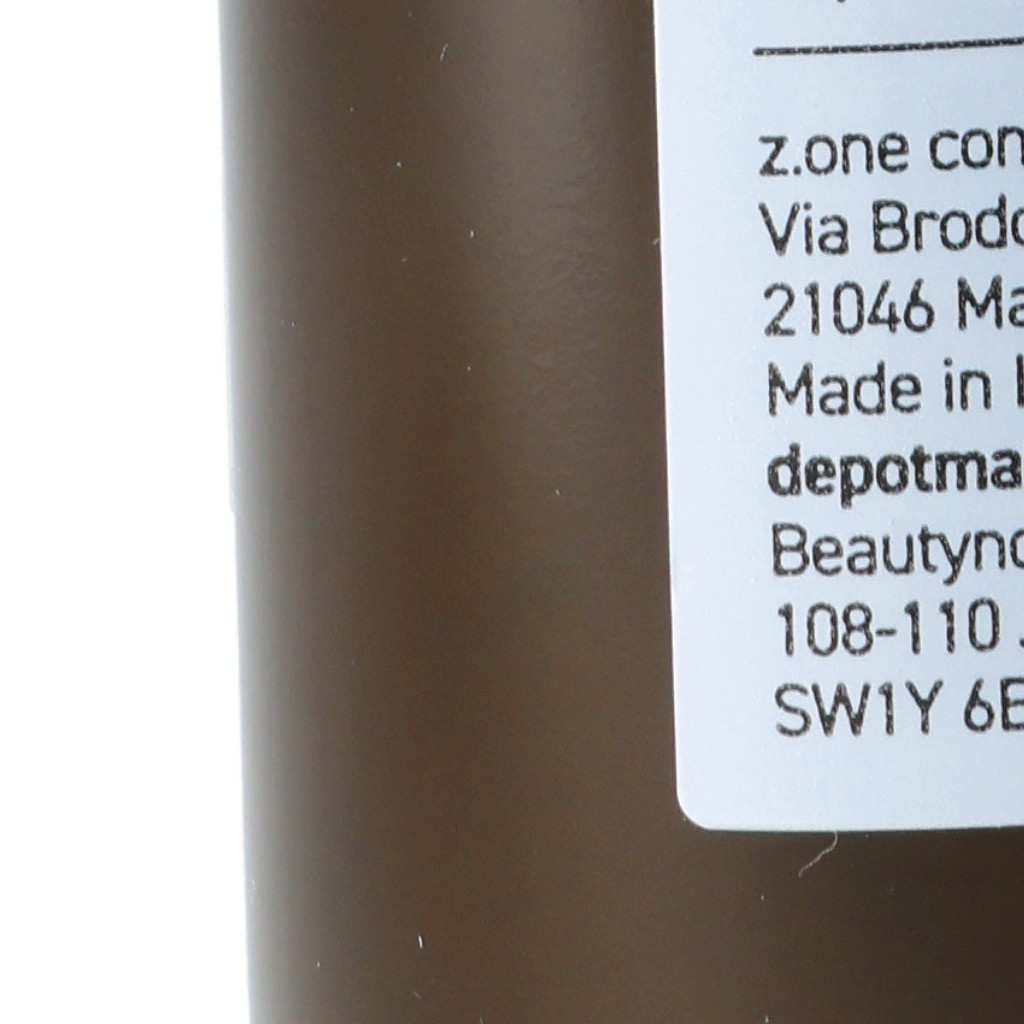 z.one con
Via Brodo
21046 Ma
Made in I
depotma
Beautyno
108-110 J
SW1Y 6E